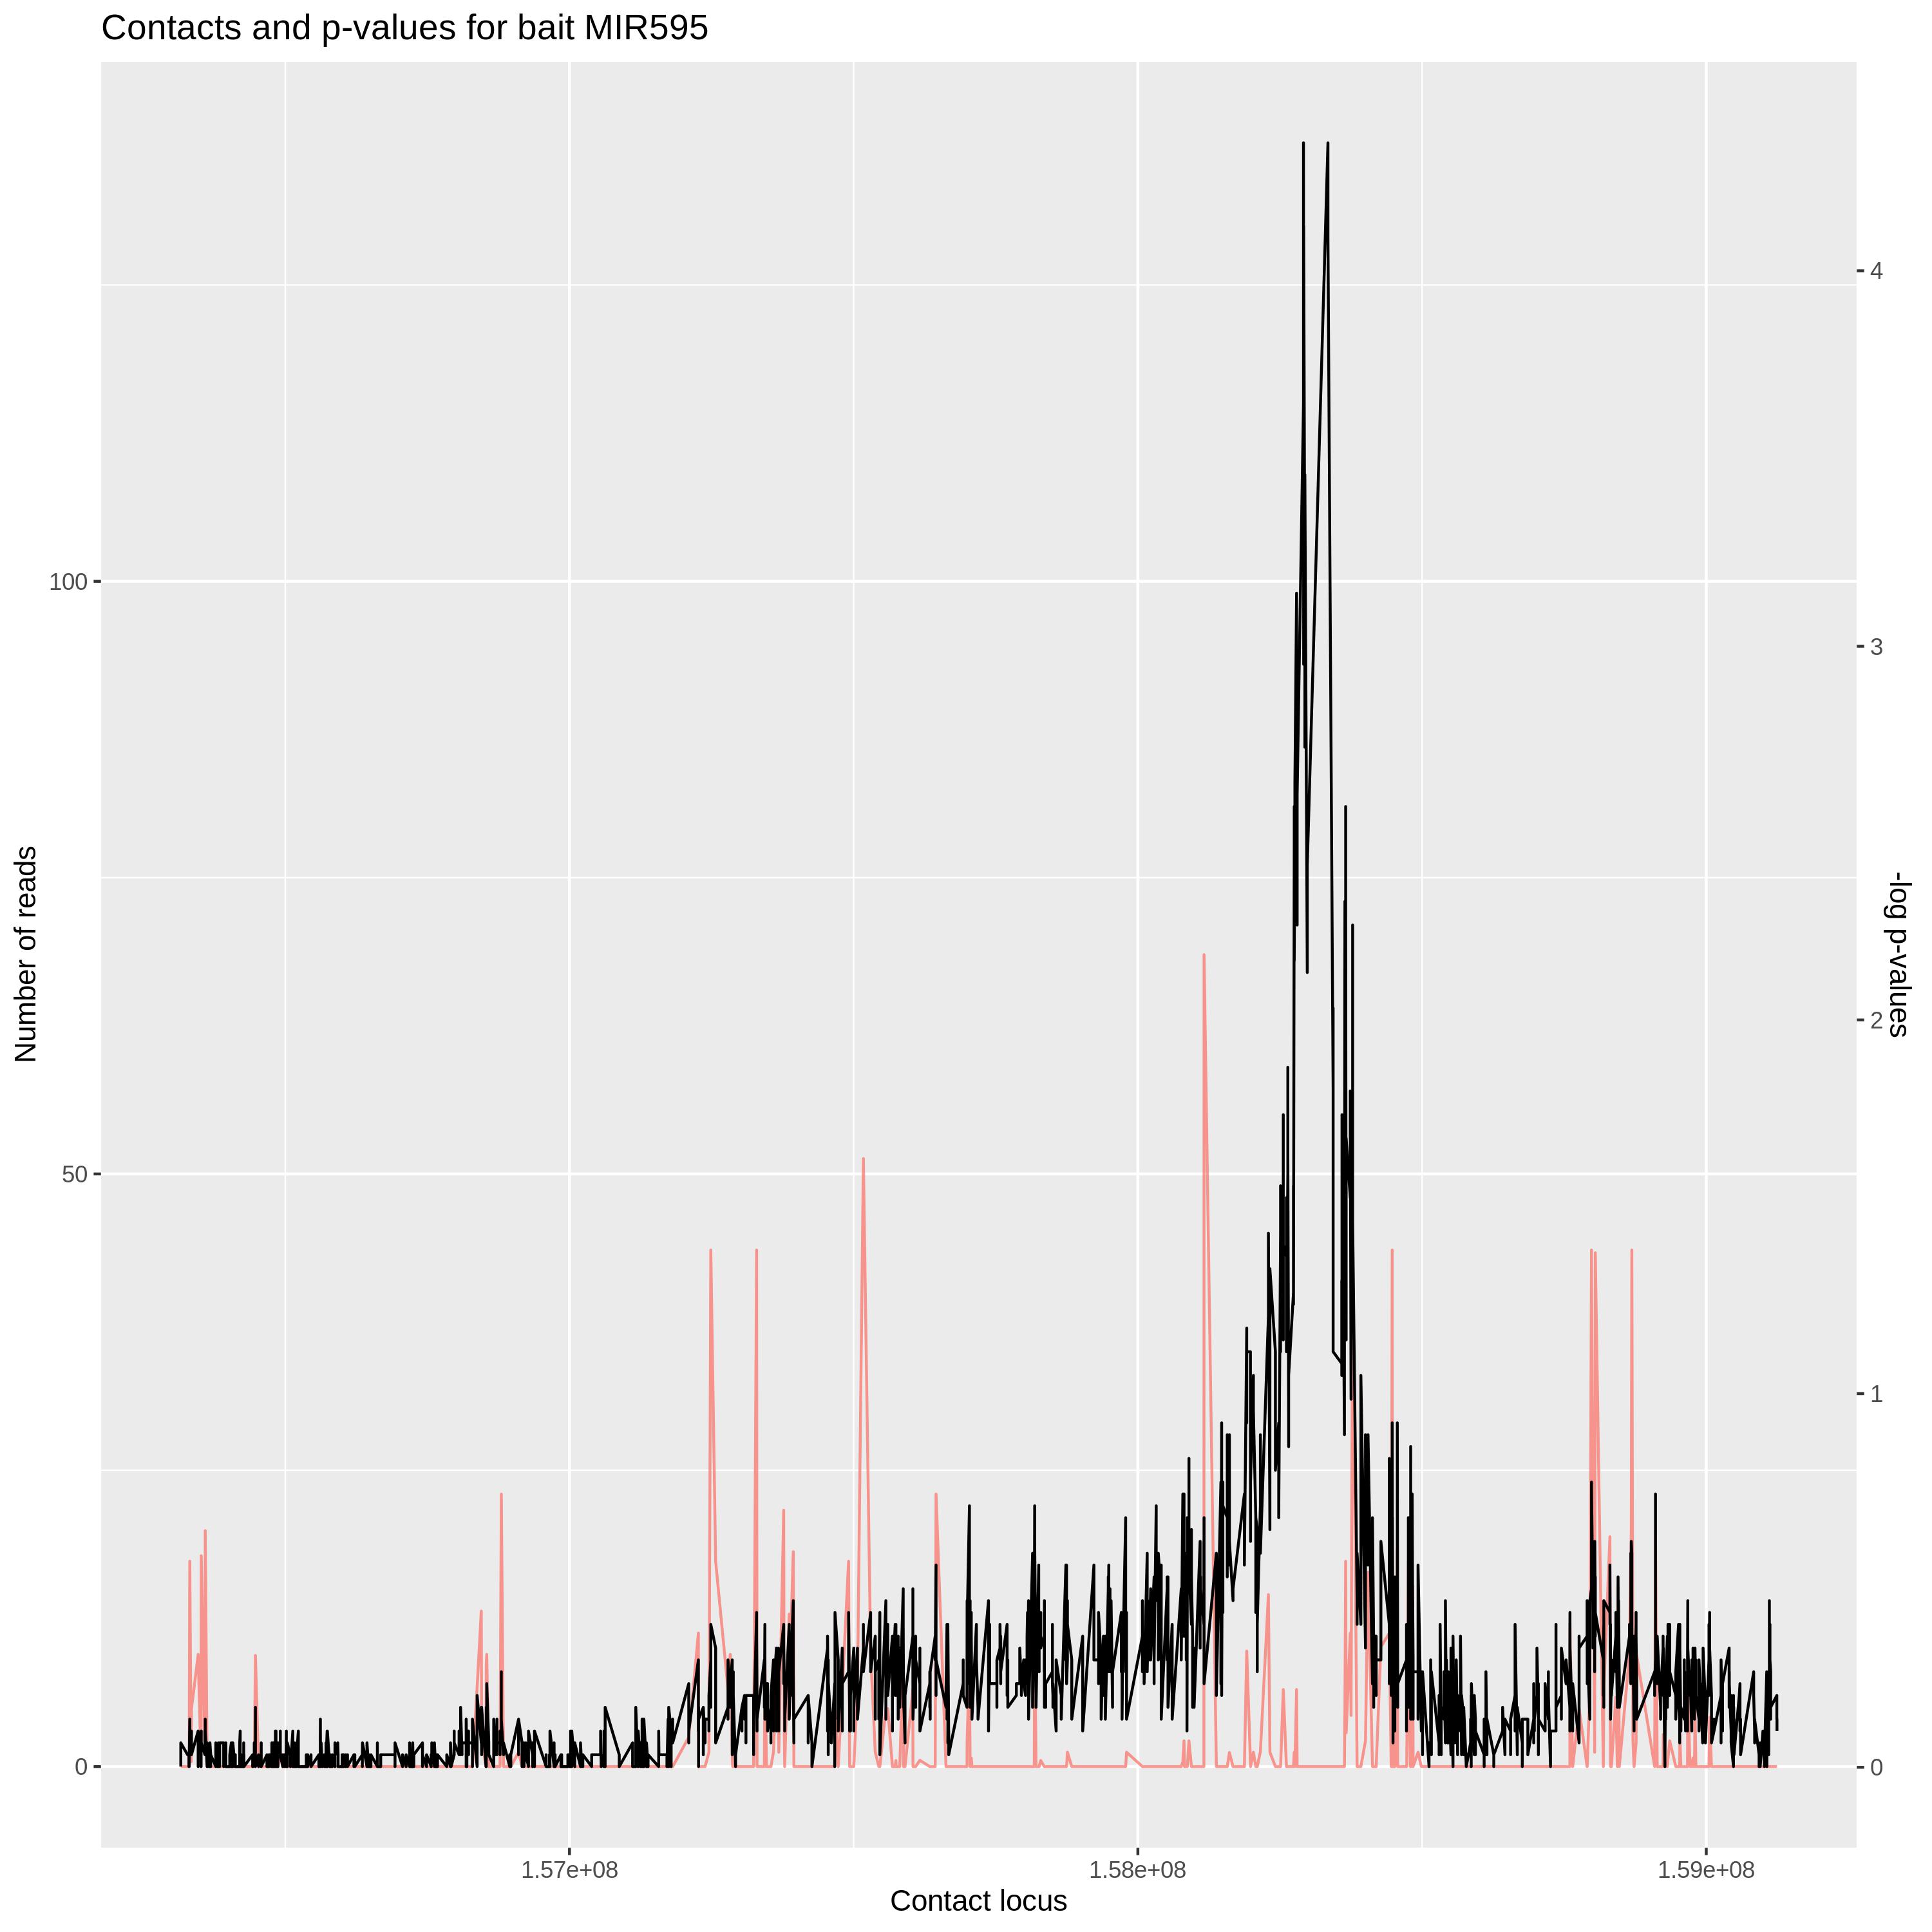 Contacts and p-values for bait MIR595
Number of reads
100
50
0
4
3
2
1
0
-log p-values
1.57e+08
1.58e+08
1.59e+08
Contact locus